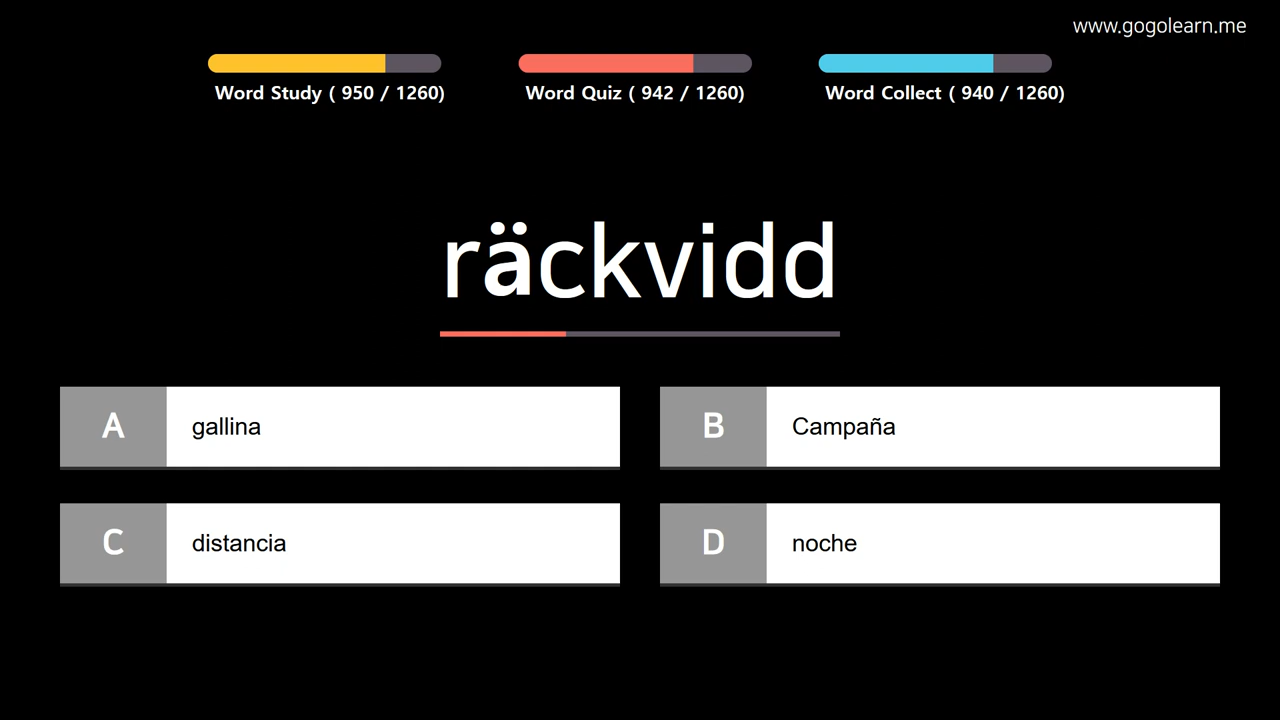 www.gogolearn.me
Word Study ( 950 / 1260)
Word Quiz ( 942 / 1260)
Word Collect ( 940 / 1260)
räckvidd
A gallina
B Campaña
C distancia
D noche